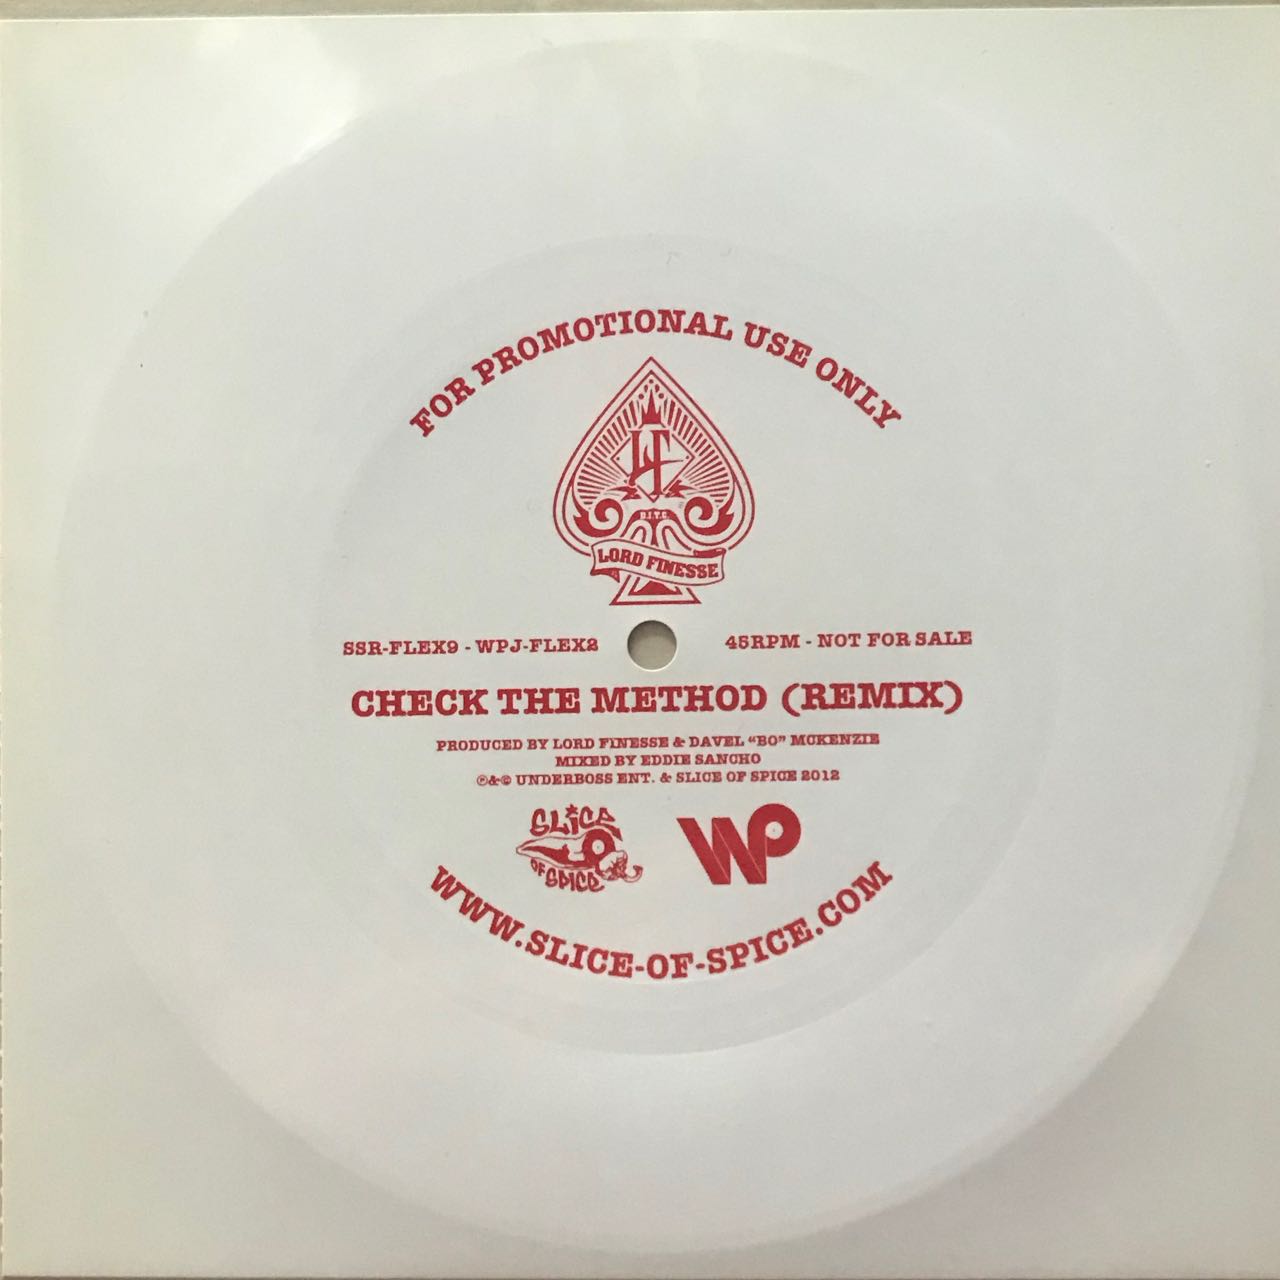 FOR PROMOTIONAL USE ONLY
LF
D.I.T.C.
LORD FINESSE
SSR-FLEX9 - WPJ-FLEX2
45RPM - NOT FOR SALE
CHECK THE METHOD (REMIX)
PRODUCED BY LORD FINESSE & DAVEL “BO” MCKENZIE
MIXED BY EDDIE SANCHO
℗&© UNDERBOSS ENT. & SLICE OF SPICE 2012
SLICE
OF SPICE
WP
WWW.SLICE-OF-SPICE.COM